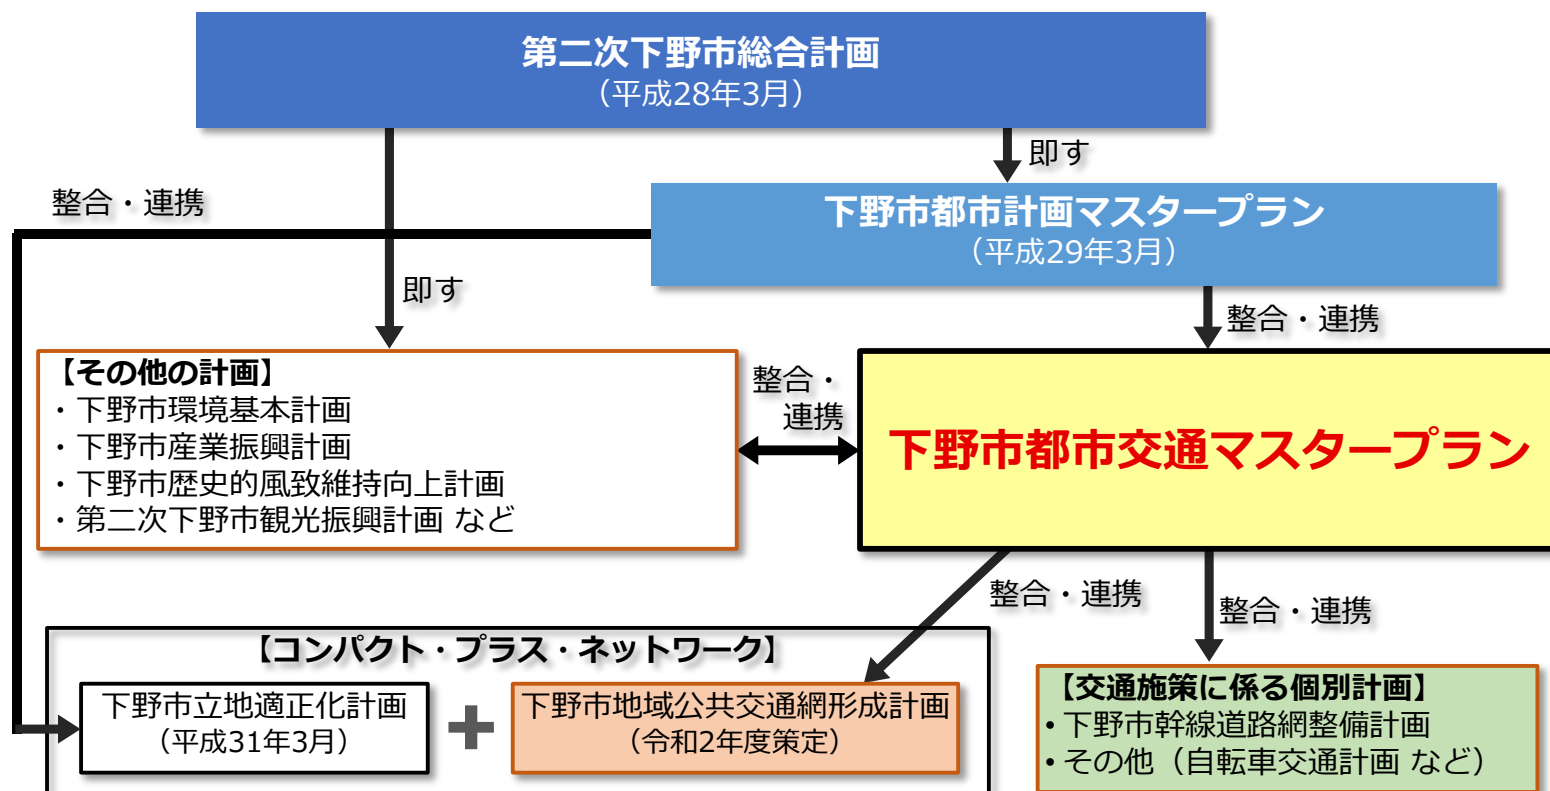 第二次下野市総合計画
（平成28年3月）
即す
整合・連携
下野市都市計画マスタープラン
（平成29年3月）
即す
整合・連携
【その他の計画】
・下野市環境基本計画
・下野市産業振興計画
・下野市歴史的風致維持向上計画
・第二次下野市観光振興計画 など
整合・
連携
下野市都市交通マスタープラン
整合・連携
整合・連携
【コンパクト・プラス・ネットワーク】
下野市立地適正化計画
（平成31年3月）
+
下野市地域公共交通網形成計画
（令和2年度策定）
【交通施策に係る個別計画】
•下野市幹線道路網整備計画
•その他（自転車交通計画 など）